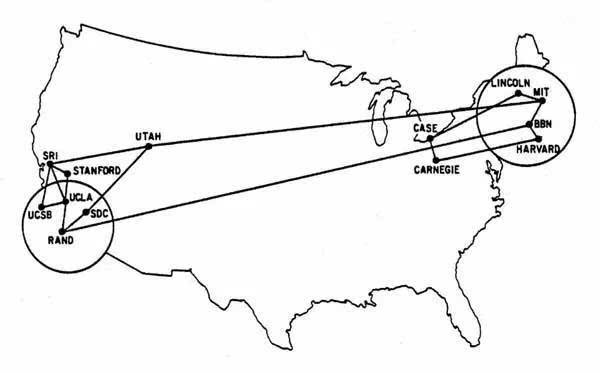 LINCOLN
MIT
CASE
BBN
UTAH
HARVARD
SRI
CARNEGIE
STANFORD
UCLA
UCSB
SDC
RAND